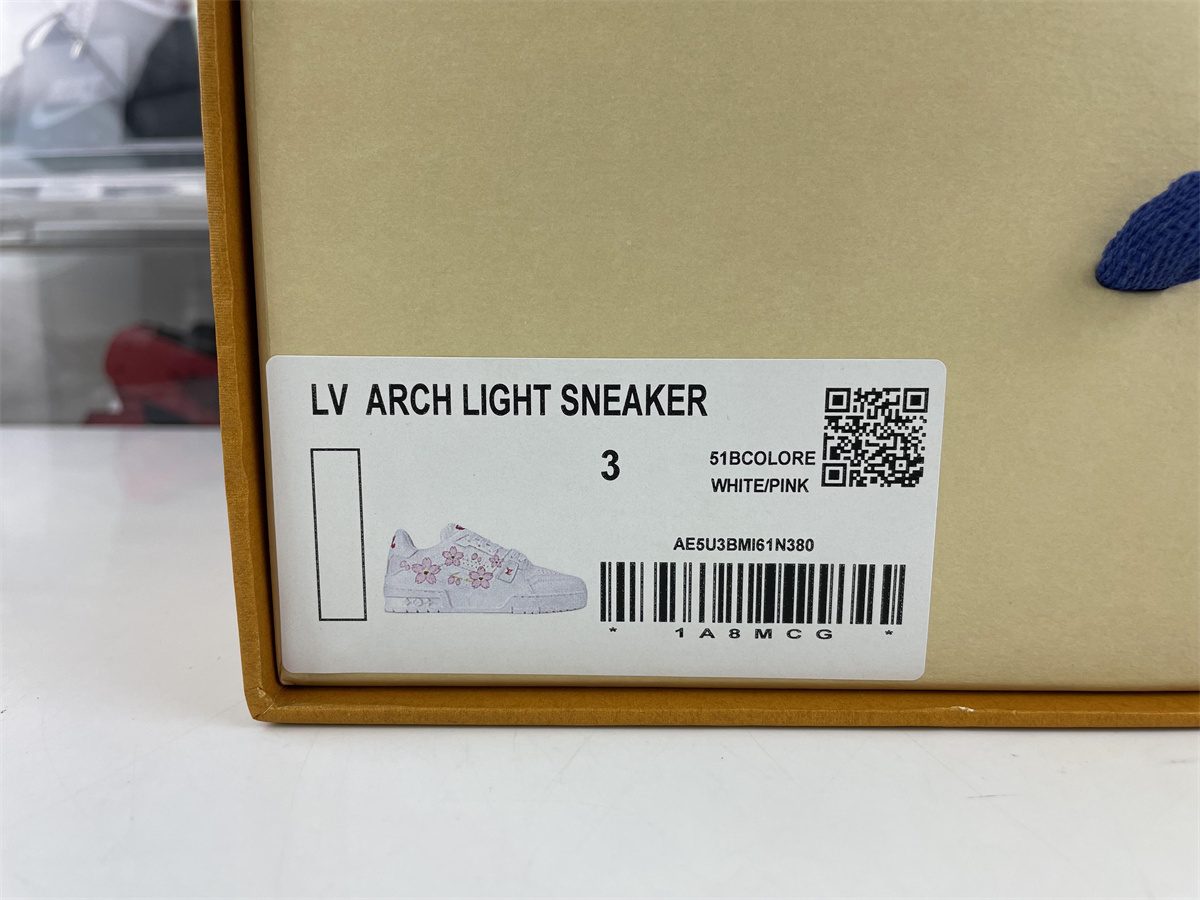 LV ARCH LIGHT SNEAKER
3
51BCOLORE
WHITE/PINK
AE5U3BMI61N380
* 1A8MCG *